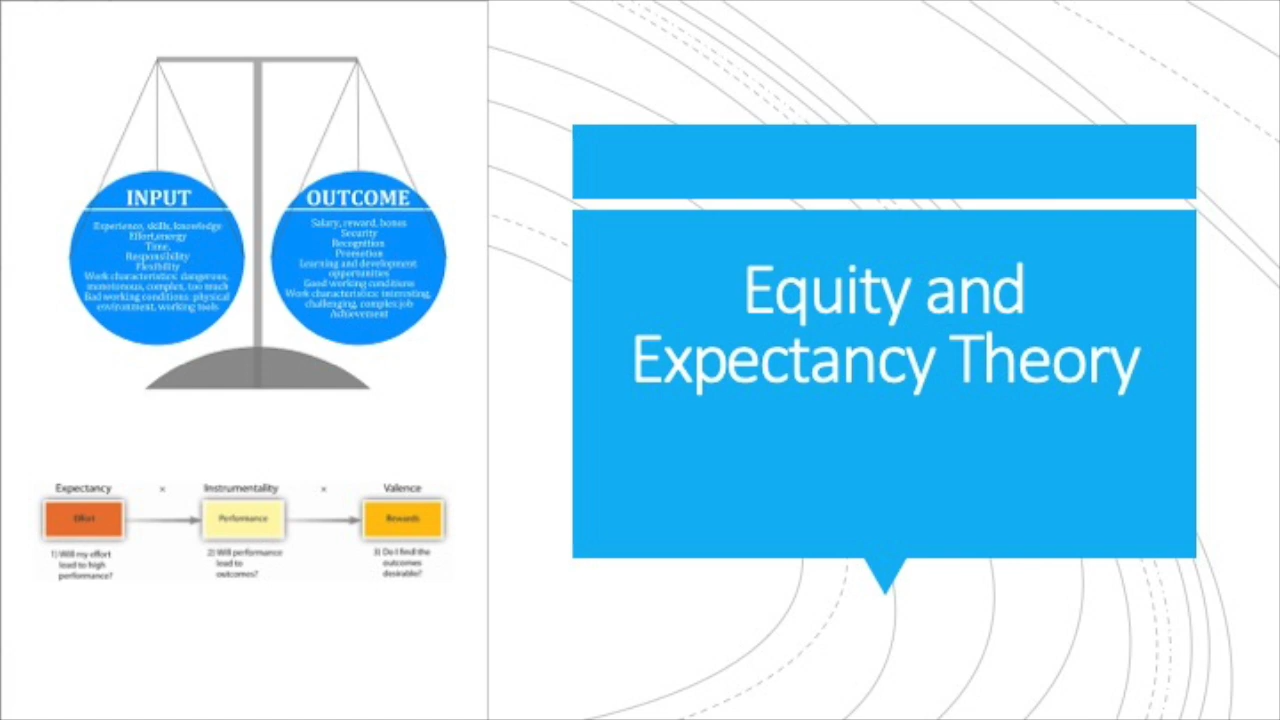 INPUT
Experience, skills, knowledge
Effort,energy
Time,
Responsibility
Flexibility
Work characteristics: dangerous,
monotonous, complex, too much
Bad working conditions: physical
environment, working tools
OUTCOME
Salary, reward, bonus
Security
Recognition
Promotion
Learning and development
opportunities
Good working conditions
Work characteristics: interesting,
challenging, complex job
Achievement
Expectancy × Instrumentality × Valence
Effort
Performance
Rewards
1) Will my effort
lead to high
performance?
2) Will performance
lead to
outcomes?
3) Do I find the
outcomes
desirable?
Equity and
Expectancy Theory